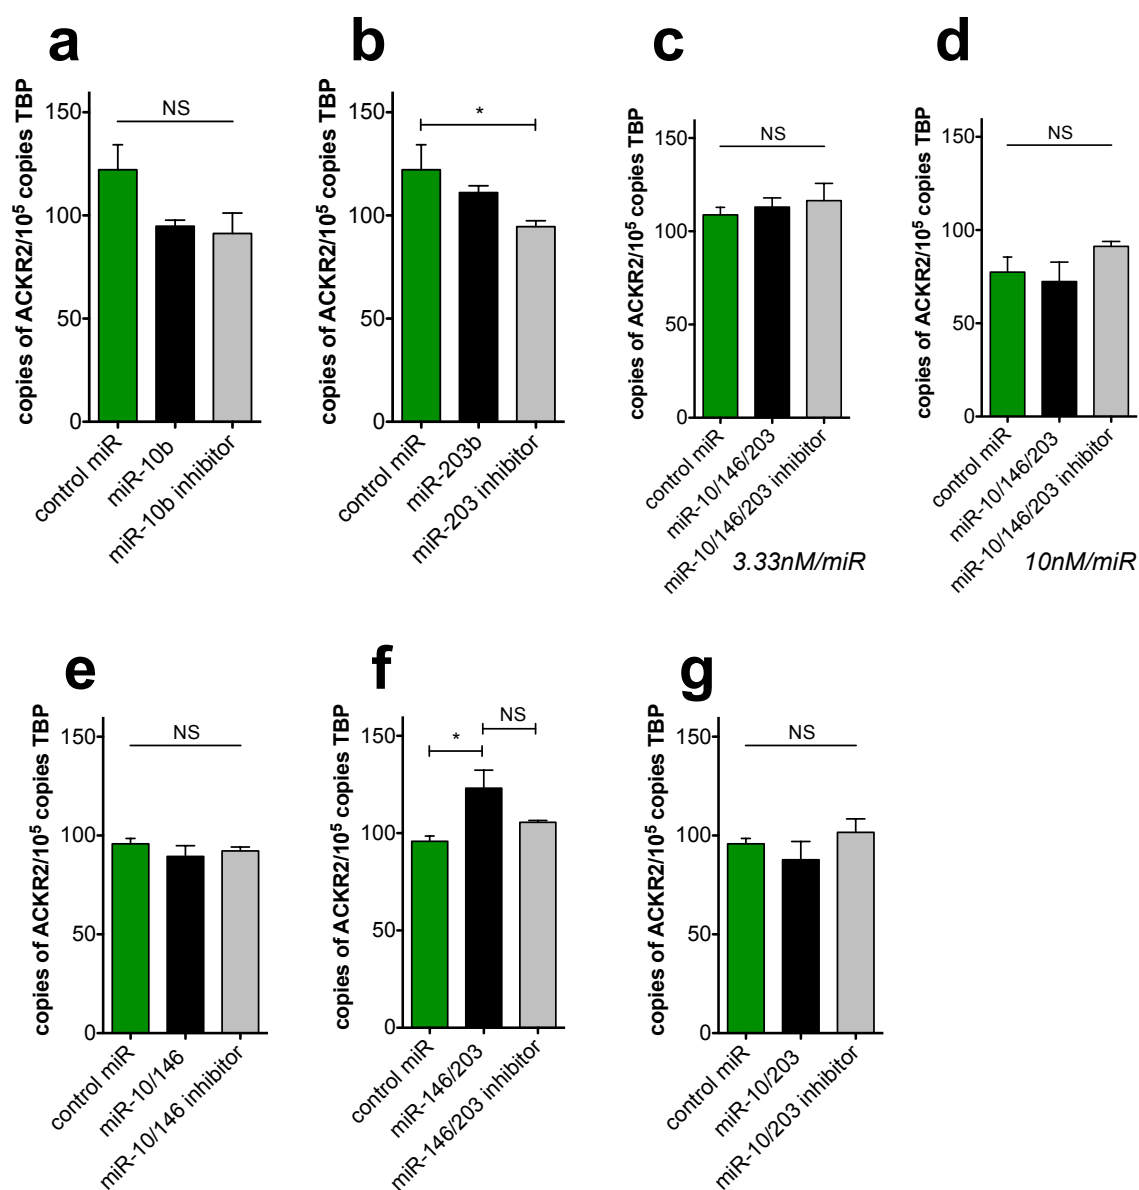 a
copies of ACKR2/10⁵ copies TBP
150
100
50
0
NS
control miR
miR-10b
miR-10b inhibitor
b
copies of ACKR2/10⁵ copies TBP
150
100
50
0
*
control miR
miR-203b
miR-203 inhibitor
c
copies of ACKR2/10⁵ copies TBP
150
100
50
0
NS
control miR
miR-10/146/203
miR-10/146/203 inhibitor
3.33nM/miR
d
copies of ACKR2/10⁵ copies TBP
150
100
50
0
NS
control miR
miR-10/146/203
miR-10/146/203 inhibitor
10nM/miR
e
copies of ACKR2/10⁵ copies TBP
150
100
50
0
NS
control miR
miR-10/146
miR-10/146 inhibitor
f
copies of ACKR2/10⁵ copies TBP
150
100
50
0
*
NS
control miR
miR-146/203
miR-146/203 inhibitor
g
copies of ACKR2/10⁵ copies TBP
150
100
50
0
NS
control miR
miR-10/203
miR-10/203 inhibitor